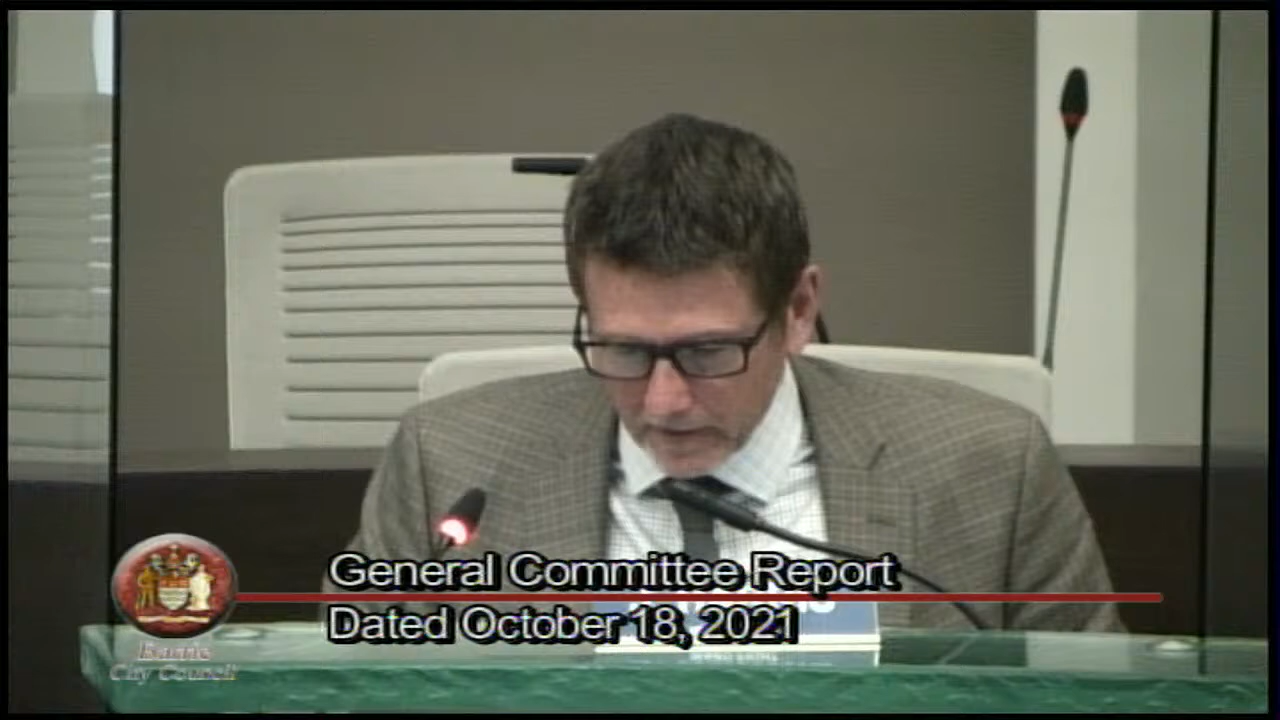 General Committee Report
Dated October 18, 2021
Barrie
City Council